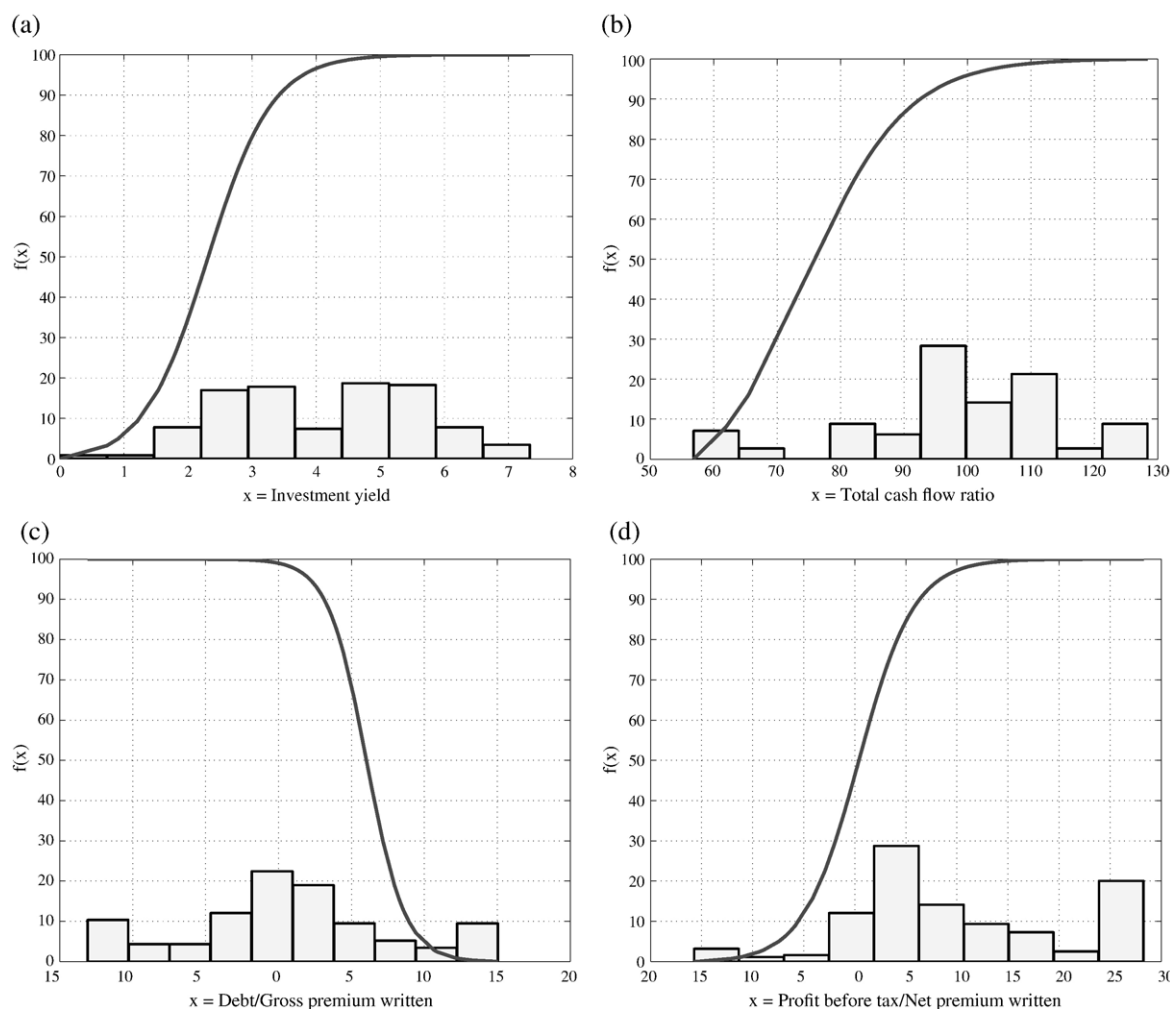 (a)
100
90
80
70
60
50
40
30
20
10
0
f(x)
0 1 2 3 4 5 6 7 8
x = Investment yield
(b)
100
90
80
70
60
50
40
30
20
10
0
f(x)
50 60 70 80 90 100 110 120 130
x = Total cash flow ratio
(c)
100
90
80
70
60
50
40
30
20
10
0
f(x)
15 10 5 0 5 10 15 20
x = Debt/Gross premium written
(d)
100
90
80
70
60
50
40
30
20
10
0
f(x)
20 15 10 5 0 5 10 15 20 25 30
x = Profit before tax/Net premium written